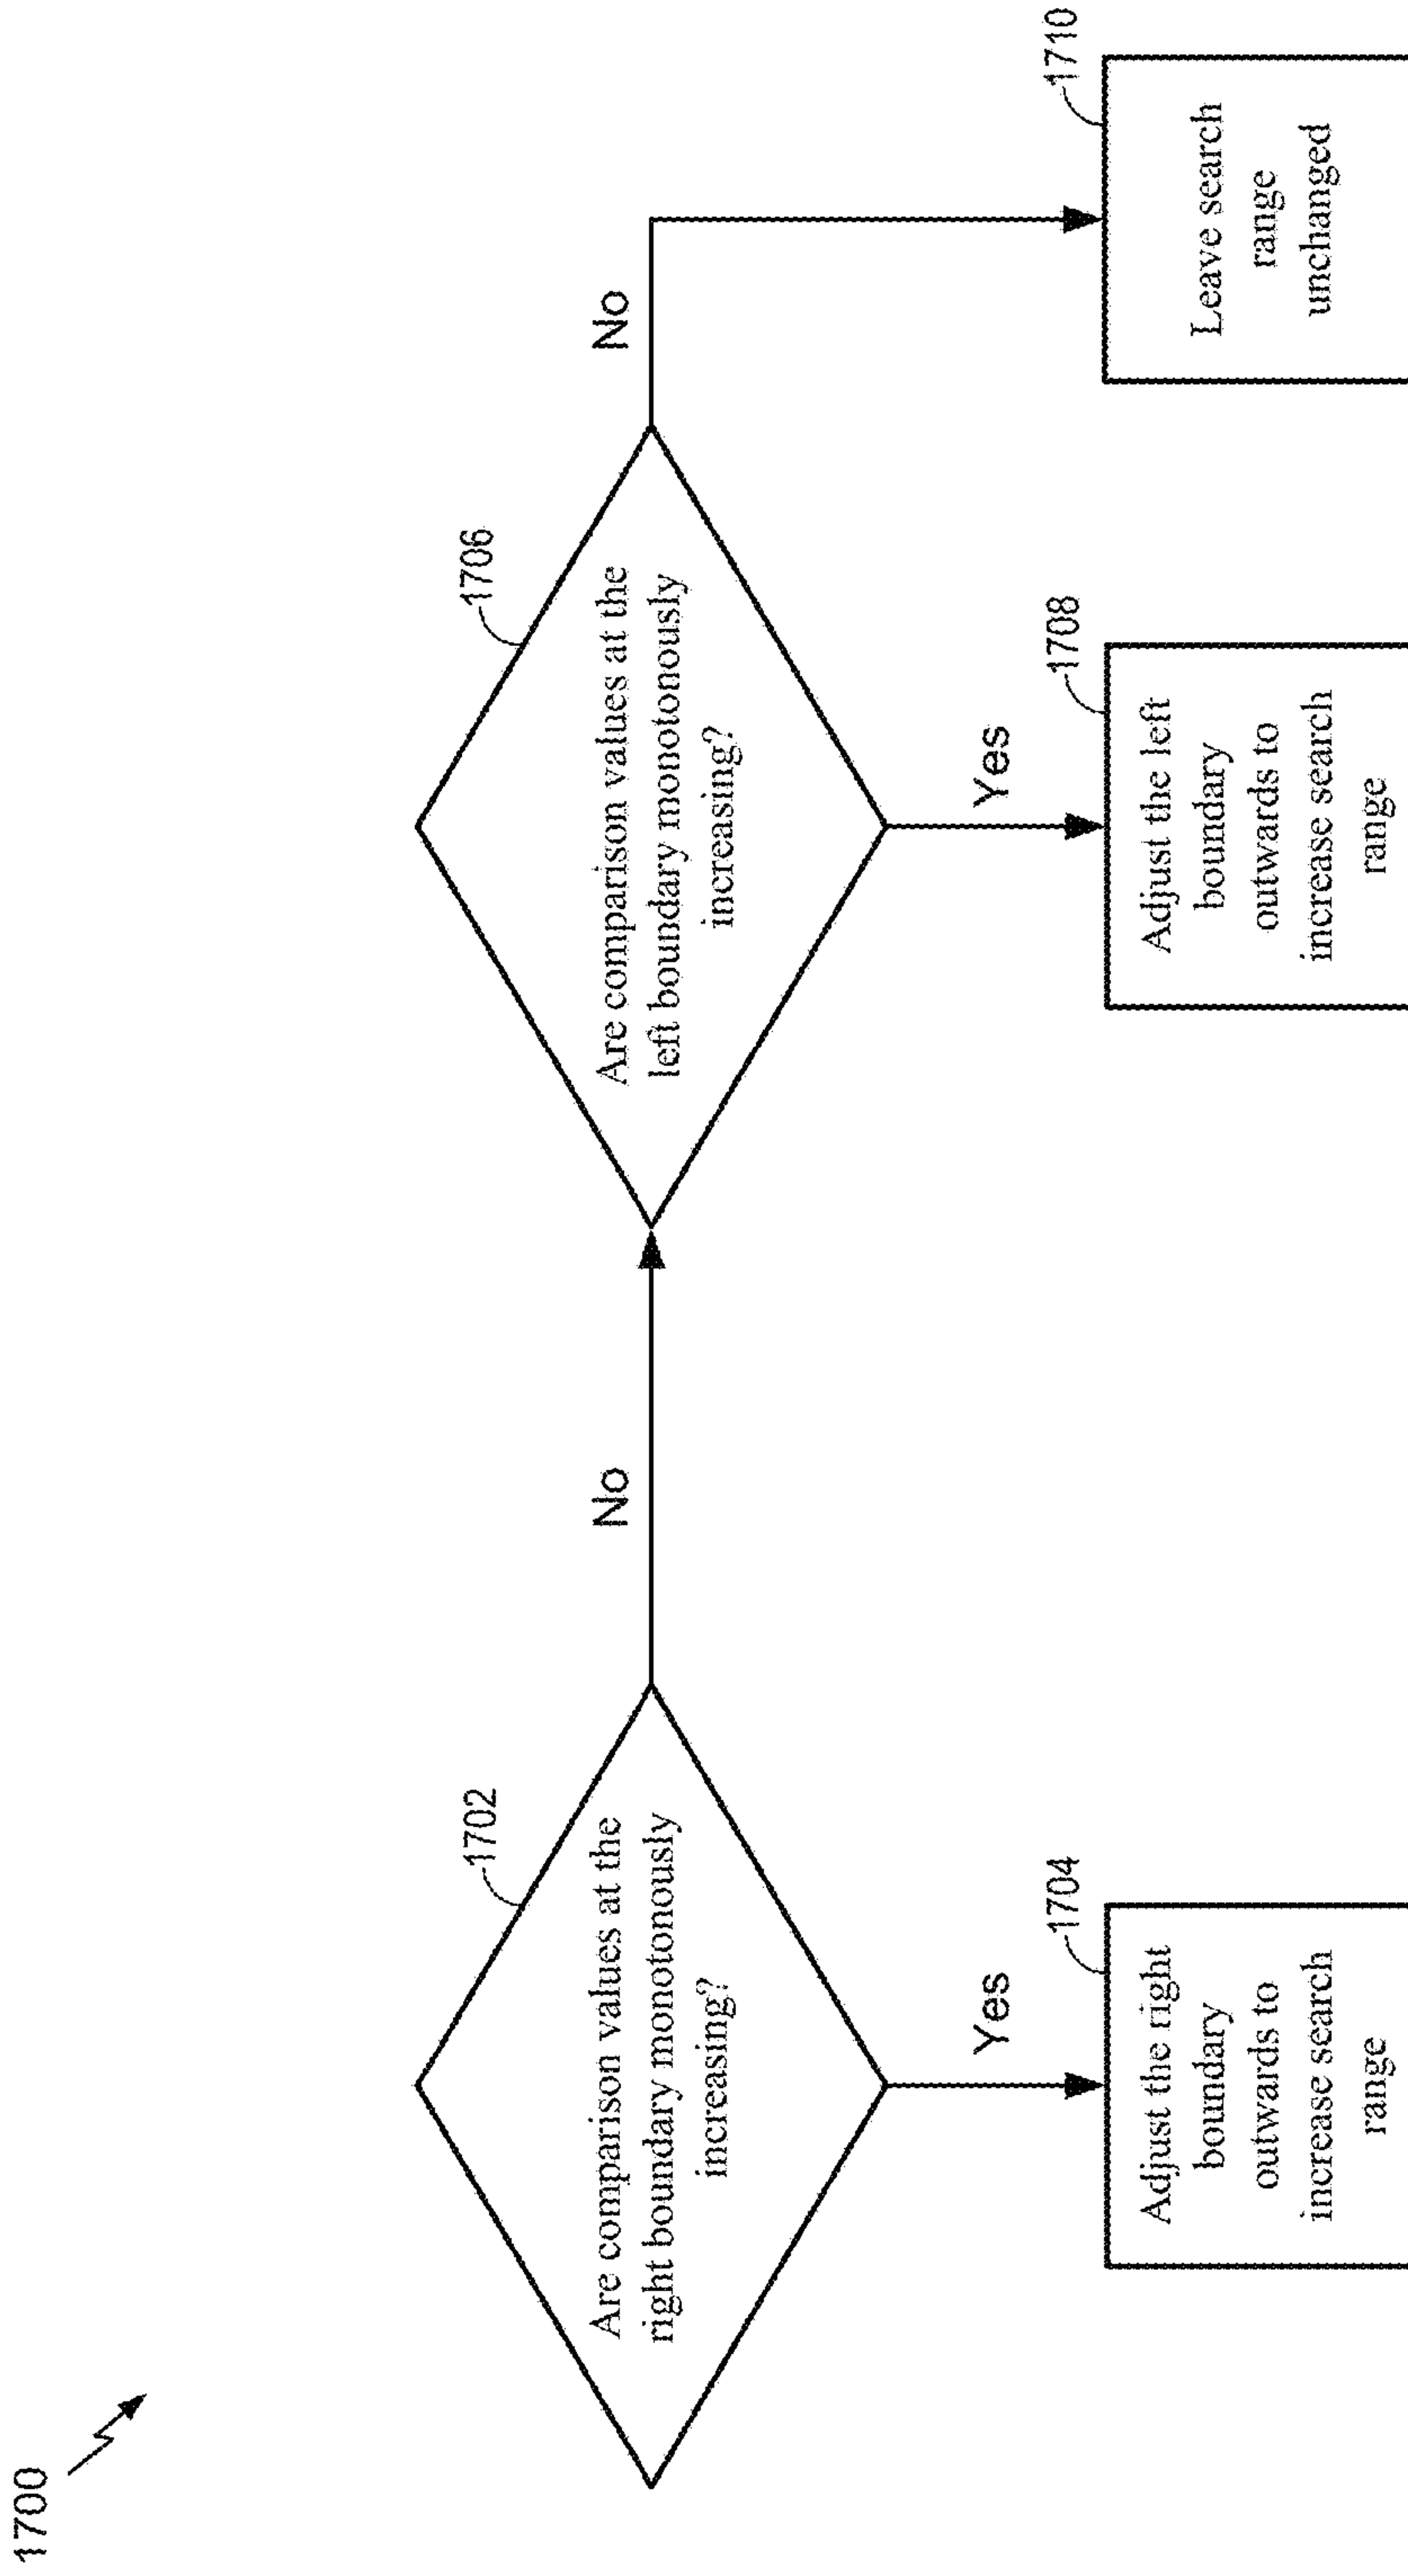 1700
1702
Are comparison values at the
right boundary monotonously
increasing?
No
Yes
1704
Adjust the right
boundary
outwards to
increase search
range
1706
Are comparison values at the
left boundary monotonously
increasing?
No
Yes
1708
Adjust the left
boundary
outwards to
increase search
range
1710
Leave search
range
unchanged